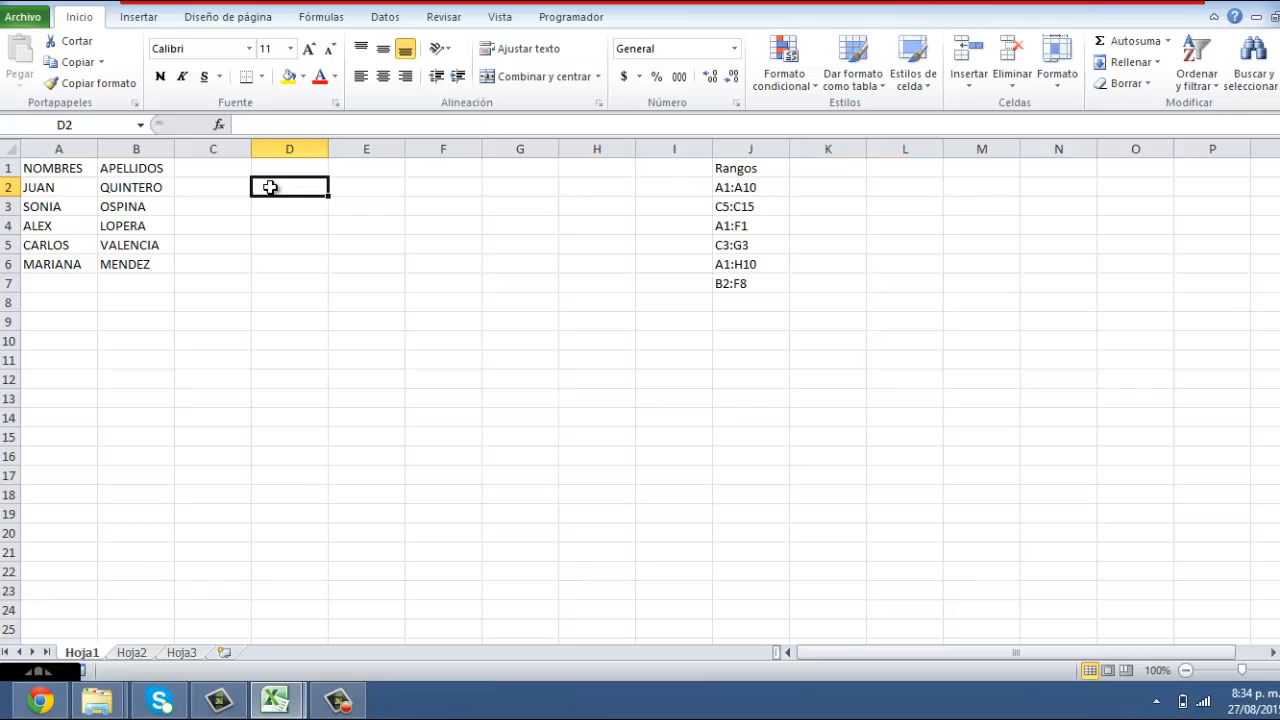 Archivo Inicio Insertar Diseño de página Fórmulas Datos Revisar Vista Programador
Pegar
Cortar
Copiar
Copiar formato
Portapapeles
Calibri 11
N K S
Fuente
Ajustar texto
Combinar y centrar
Alineación
General
$ % 000
Número
Formato condicional
Dar formato como tabla
Estilos de celda
Estilos
Insertar
Eliminar
Formato
Celdas
Autosuma
Rellenar
Borrar
Ordenar y filtrar
Buscar y seleccionar
Modificar
D2 fx
A B C D E F G H I J K L M N O P
1 NOMBRES APELLIDOS Rangos
2 JUAN QUINTERO A1:A10
3 SONIA OSPINA C5:C15
4 ALEX LOPERA A1:F1
5 CARLOS VALENCIA C3:G3
6 MARIANA MENDEZ A1:H10
7 B2:F8
8
9
10
11
12
13
14
15
16
17
18
19
20
21
22
23
24
25
Hoja1 Hoja2 Hoja3
100%
8:34 p. m.